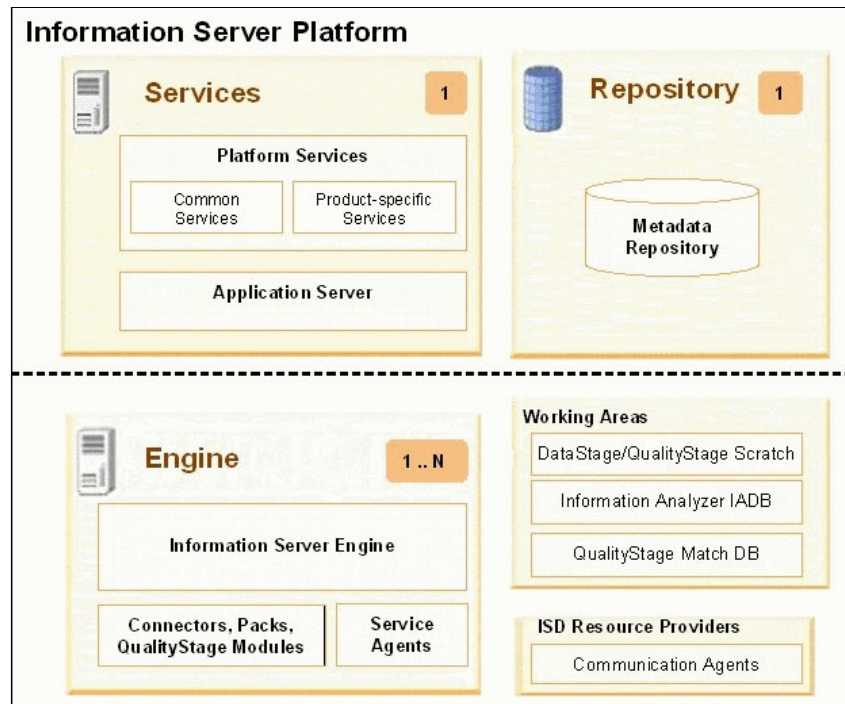 Information Server Platform
Services
1
Platform Services
Common
Services
Product-specific
Services
Application Server
Repository
1
Metadata
Repository
Engine
1 .. N
Information Server Engine
Connectors, Packs,
QualityStage Modules
Service
Agents
Working Areas
DataStage/QualityStage Scratch
Information Analyzer IADB
QualityStage Match DB
ISD Resource Providers
Communication Agents